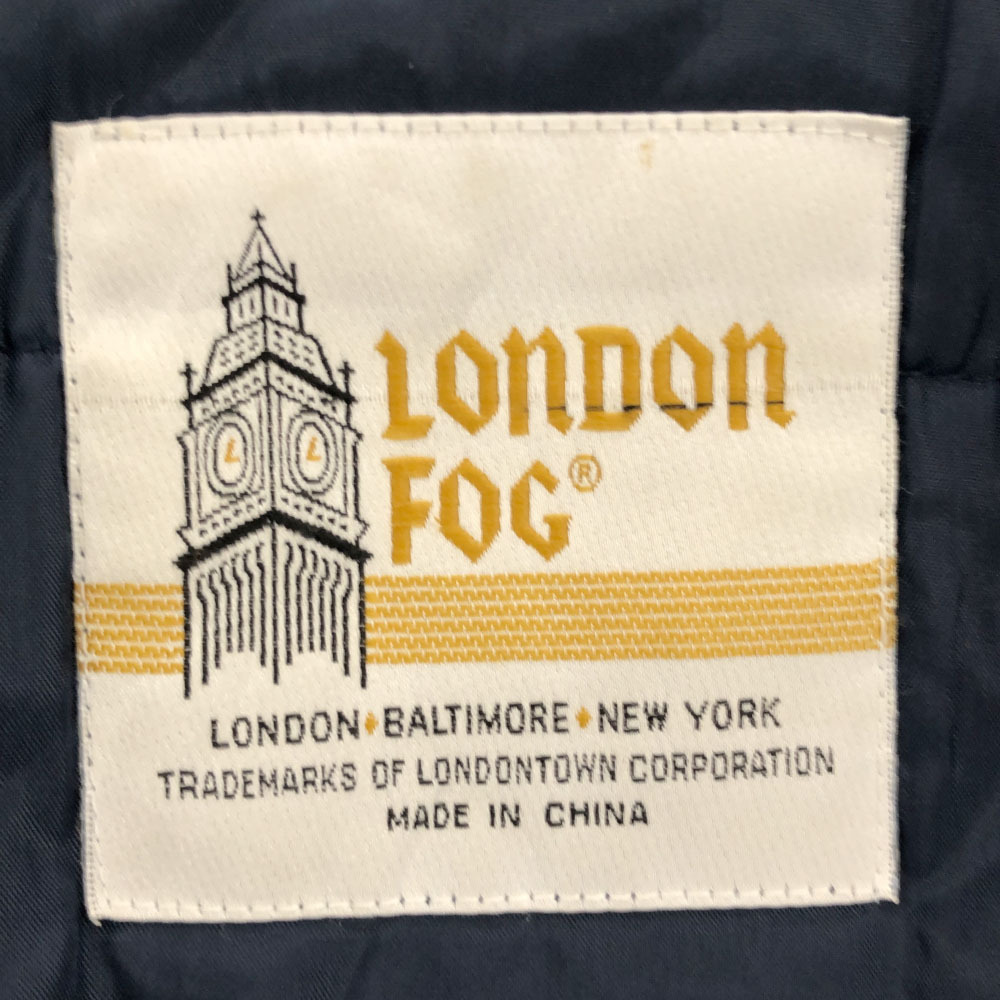 LONDON
FOG®
L L
LONDON♦BALTIMORE♦NEW YORK
TRADEMARKS OF LONDONTOWN CORPORATION
MADE IN CHINA